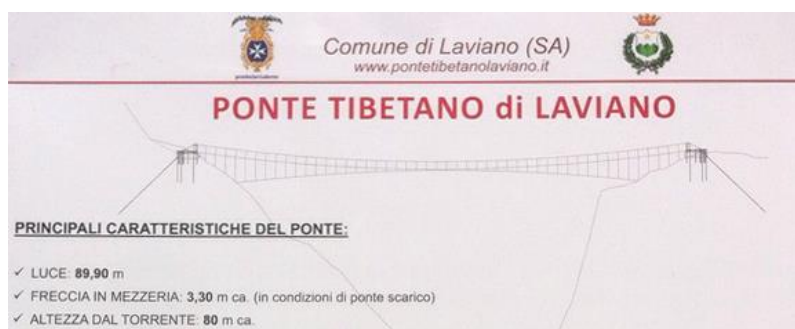 Comune di Laviano (SA)
www.pontetibetanolaviano.it
PONTE TIBETANO di LAVIANO
PRINCIPALI CARATTERISTICHE DEL PONTE:
✓ LUCE: 89,90 m
✓ FRECCIA IN MEZZERIA: 3,30 m ca. (in condizioni di ponte scarico)
✓ ALTEZZA DAL TORRENTE: 80 m ca.